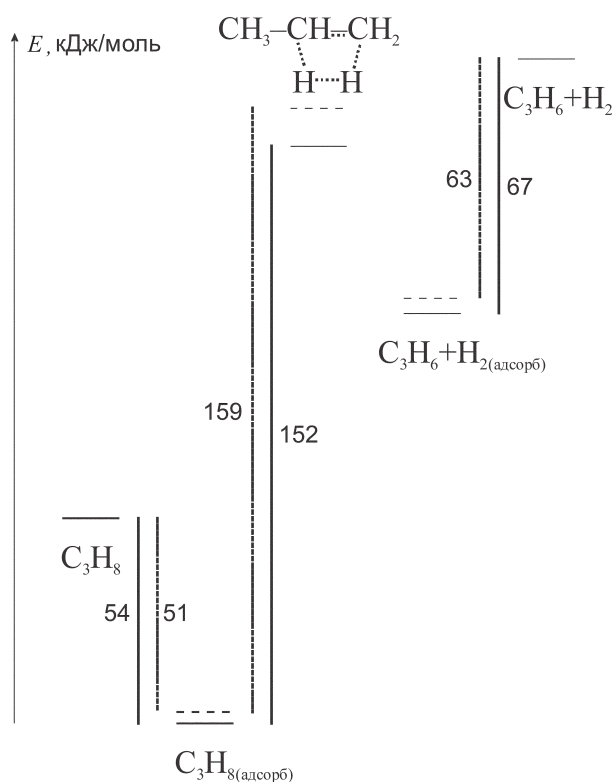 E, кДж/моль
CH₃–CH=CH₂
H H
C₃H₆+H₂
63
67
C₃H₆+H₂(адсорб)
159
152
C₃H₈
54
51
C₃H₈(адсорб)